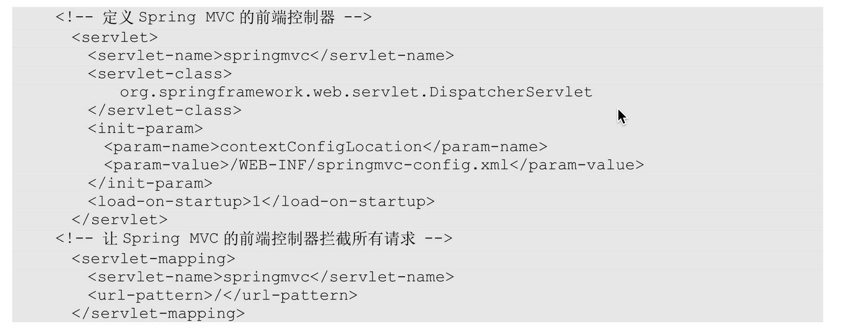 <!-- 定义 Spring MVC 的前端控制器 -->
<servlet>
<servlet-name>springmvc</servlet-name>
<servlet-class>
org.springframework.web.servlet.DispatcherServlet
</servlet-class>
<init-param>
<param-name>contextConfigLocation</param-name>
<param-value>/WEB-INF/springmvc-config.xml</param-value>
</init-param>
<load-on-startup>1</load-on-startup>
</servlet>
<!-- 让 Spring MVC 的前端控制器拦截所有请求 -->
<servlet-mapping>
<servlet-name>springmvc</servlet-name>
<url-pattern>/</url-pattern>
</servlet-mapping>